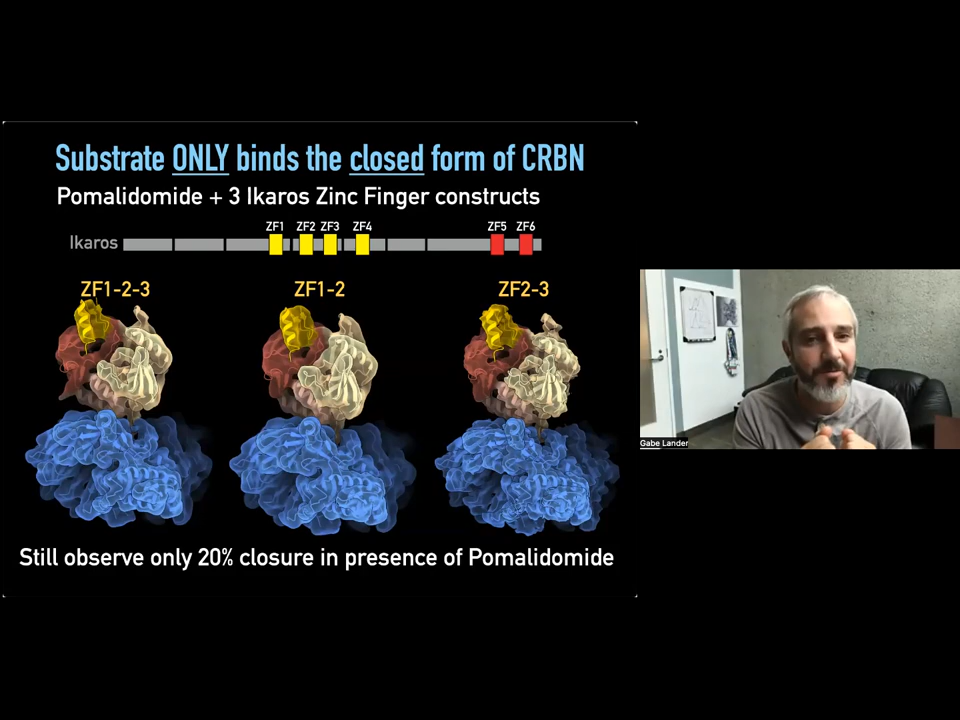 Substrate ONLY binds the closed form of CRBN
Pomalidomide + 3 Ikaros Zinc Finger constructs
ZF1 ZF2 ZF3 ZF4 ZF5 ZF6
Ikaros
ZF1-2-3 ZF1-2 ZF2-3
Still observe only 20% closure in presence of Pomalidomide
Gabe Lander